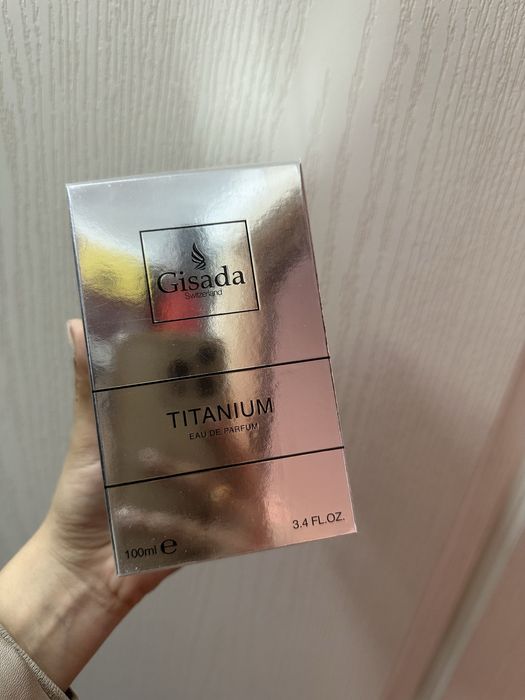 Gisada
Switzerland
TITANIUM
EAU DE PARFUM
100ml e
3.4 FL.OZ.